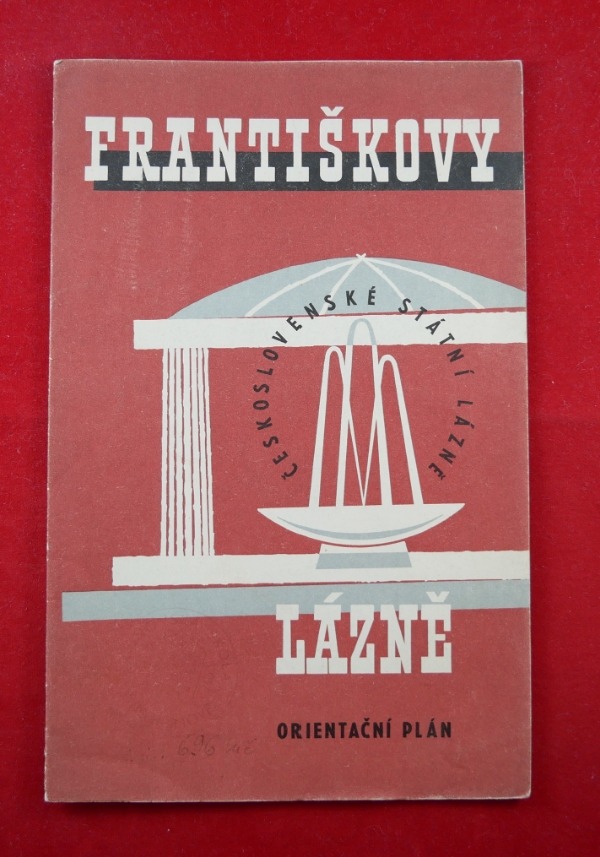 FRANTIŠKOVY
ČESKOSLOVENSKÉ STÁTNÍ LÁZNĚ
LÁZNĚ
ORIENTAČNÍ PLÁN